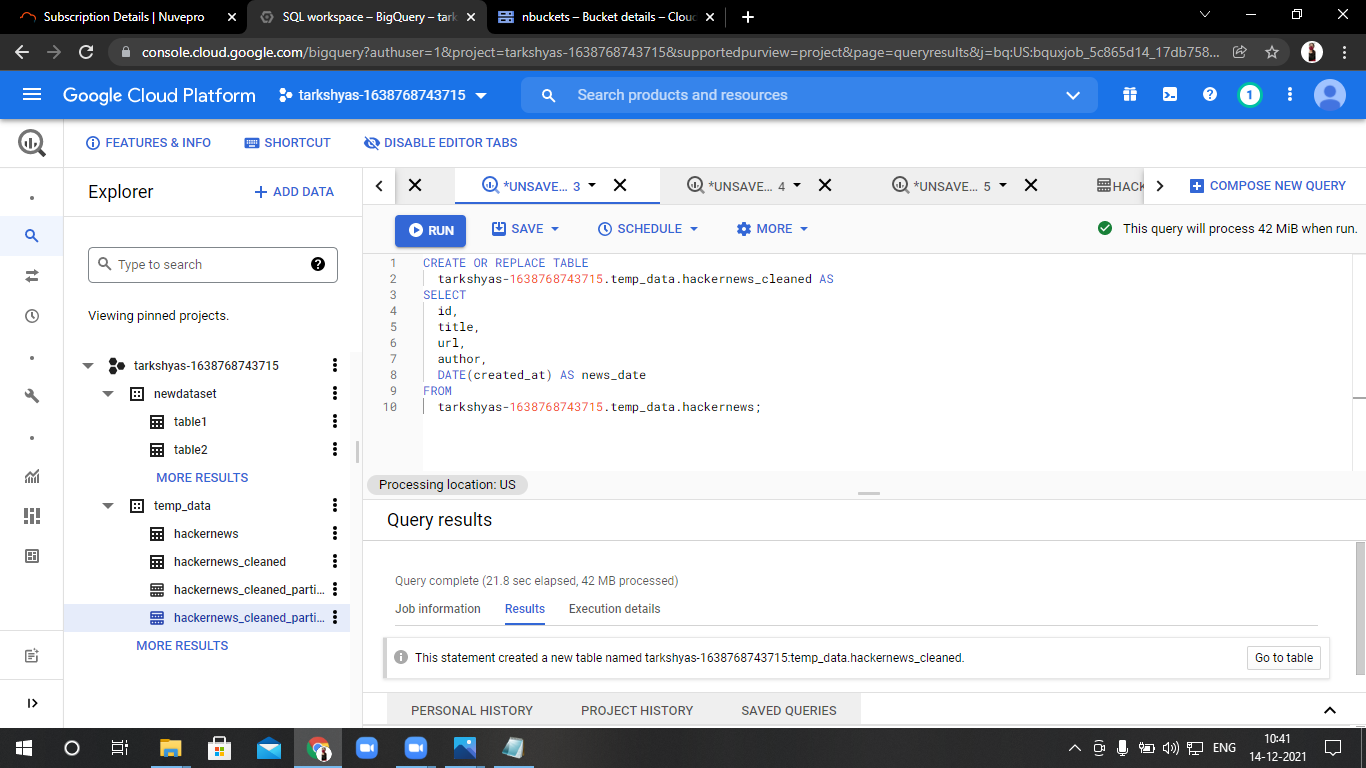 Subscription Details | Nuvepro
SQL workspace – BigQuery – tark
nbuckets – Bucket details – Clou
console.cloud.google.com/bigquery?authuser=1&project=tarkshyas-1638768743715&supportedpurview=project&page=queryresults&j=bq:US:bquxjob_5c865d14_17db758...
Google Cloud Platform
tarkshyas-1638768743715
Search products and resources
1
FEATURES & INFO
SHORTCUT
DISABLE EDITOR TABS
Explorer
ADD DATA
*UNSAVE... 3
*UNSAVE... 4
*UNSAVE... 5
HACK
COMPOSE NEW QUERY
RUN
SAVE
SCHEDULE
MORE
This query will process 42 MiB when run.
Type to search
Viewing pinned projects.
tarkshyas-1638768743715
newdataset
table1
table2
MORE RESULTS
temp_data
hackernews
hackernews_cleaned
hackernews_cleaned_parti...
hackernews_cleaned_parti...
MORE RESULTS
1 CREATE OR REPLACE TABLE
2 tarkshyas-1638768743715.temp_data.hackernews_cleaned AS
3 SELECT
4 id,
5 title,
6 url,
7 author,
8 DATE(created_at) AS news_date
9 FROM
10 tarkshyas-1638768743715.temp_data.hackernews;
Processing location: US
Query results
Query complete (21.8 sec elapsed, 42 MB processed)
Job information
Results
Execution details
This statement created a new table named tarkshyas-1638768743715:temp_data.hackernews_cleaned.
Go to table
PERSONAL HISTORY
PROJECT HISTORY
SAVED QUERIES
ENG
10:41
14-12-2021